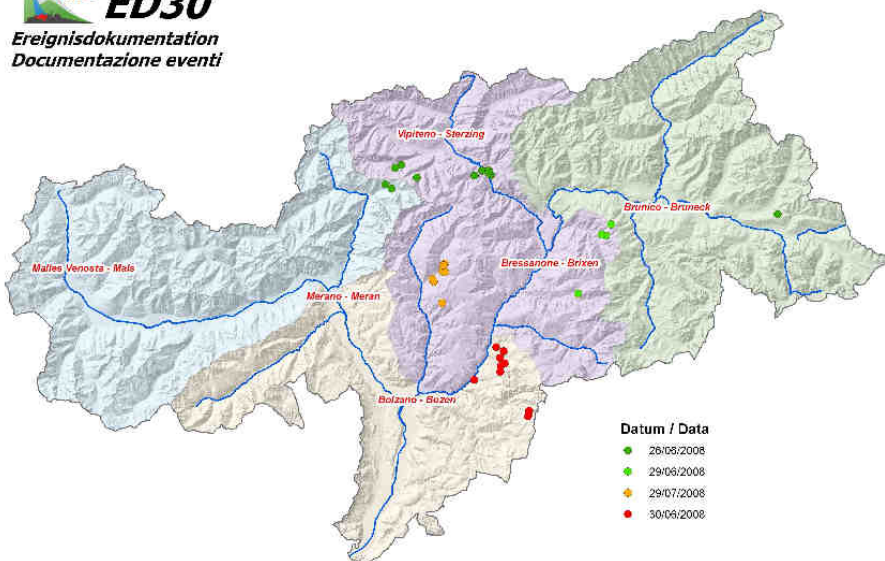 ED30
Ereignisdokumentation
Documentazione eventi
Vipiteno - Sterzing
Brunico - Bruneck
Bressanone - Brixen
Malles Venosta - Mals
Merano - Meran
Bolzano - Bozen
Datum / Data
26/06/2008
29/06/2008
29/07/2008
30/06/2008